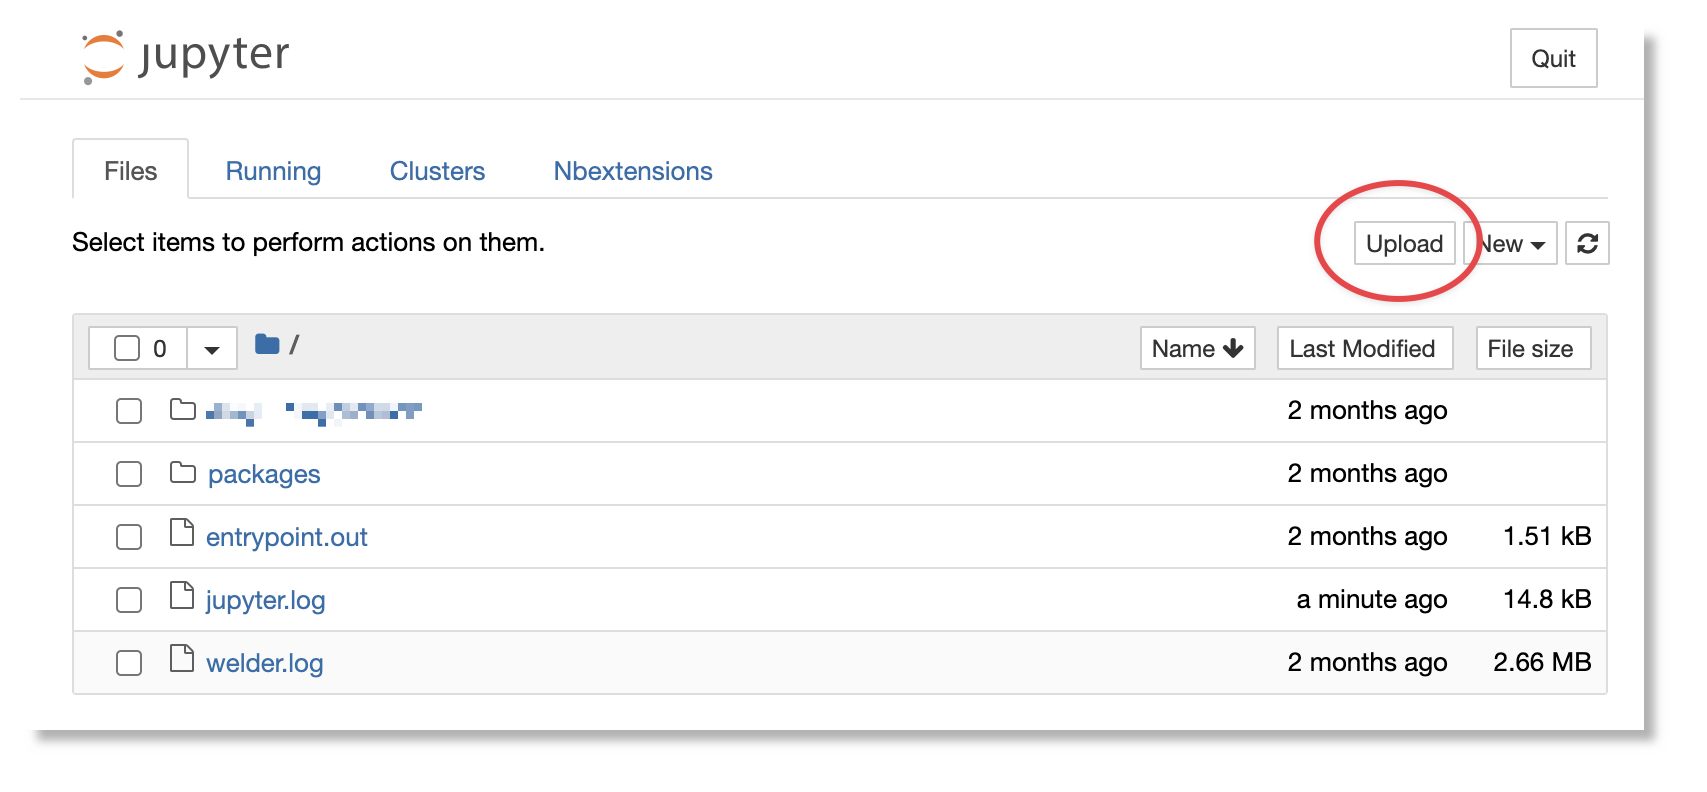 jupyter
Quit
Files Running Clusters Nbextensions
Select items to perform actions on them.
Upload New
0 / Name Last Modified File size
2 months ago
packages 2 months ago
entrypoint.out 2 months ago 1.51 kB
jupyter.log a minute ago 14.8 kB
welder.log 2 months ago 2.66 MB